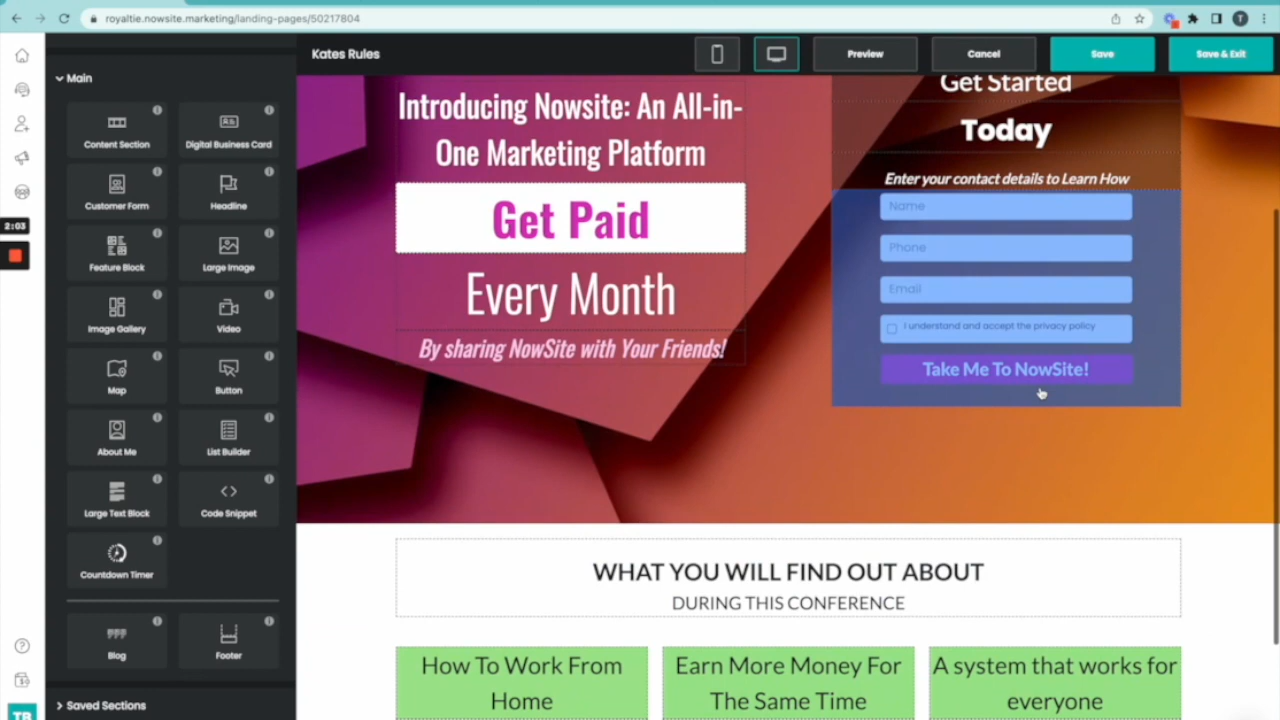 royaltie.nowsite.marketing/landing-pages/50217804
T
Kates Rules
Preview
Cancel
Save
Save & Exit
2:03
Main
Content Section
Digital Business Card
Customer Form
Headline
Feature Block
Large Image
Image Gallery
Video
Map
Button
About Me
List Builder
Large Text Block
Code Snippet
Countdown Timer
Blog
Footer
Saved Sections
TB
Introducing Nowsite: An All-in-
One Marketing Platform
Get Paid
Every Month
By sharing NowSite with Your Friends!
Get Started
Today
Enter your contact details to Learn How
Name
Phone
Email
I understand and accept the privacy policy
Take Me To NowSite!
WHAT YOU WILL FIND OUT ABOUT
DURING THIS CONFERENCE
How To Work From
Home
Earn More Money For
The Same Time
A system that works for
everyone